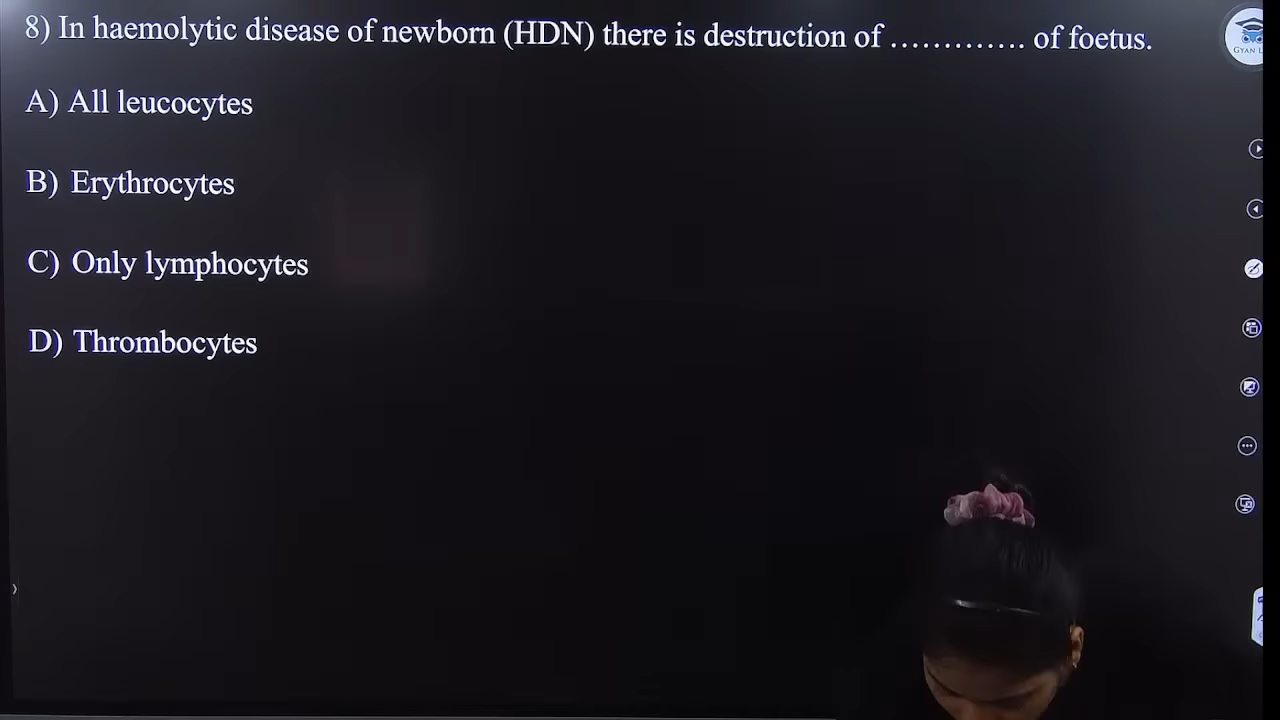 8) In haemolytic disease of newborn (HDN) there is destruction of …………. of foetus.
A) All leucocytes
B) Erythrocytes
C) Only lymphocytes
D) Thrombocytes
GYAN